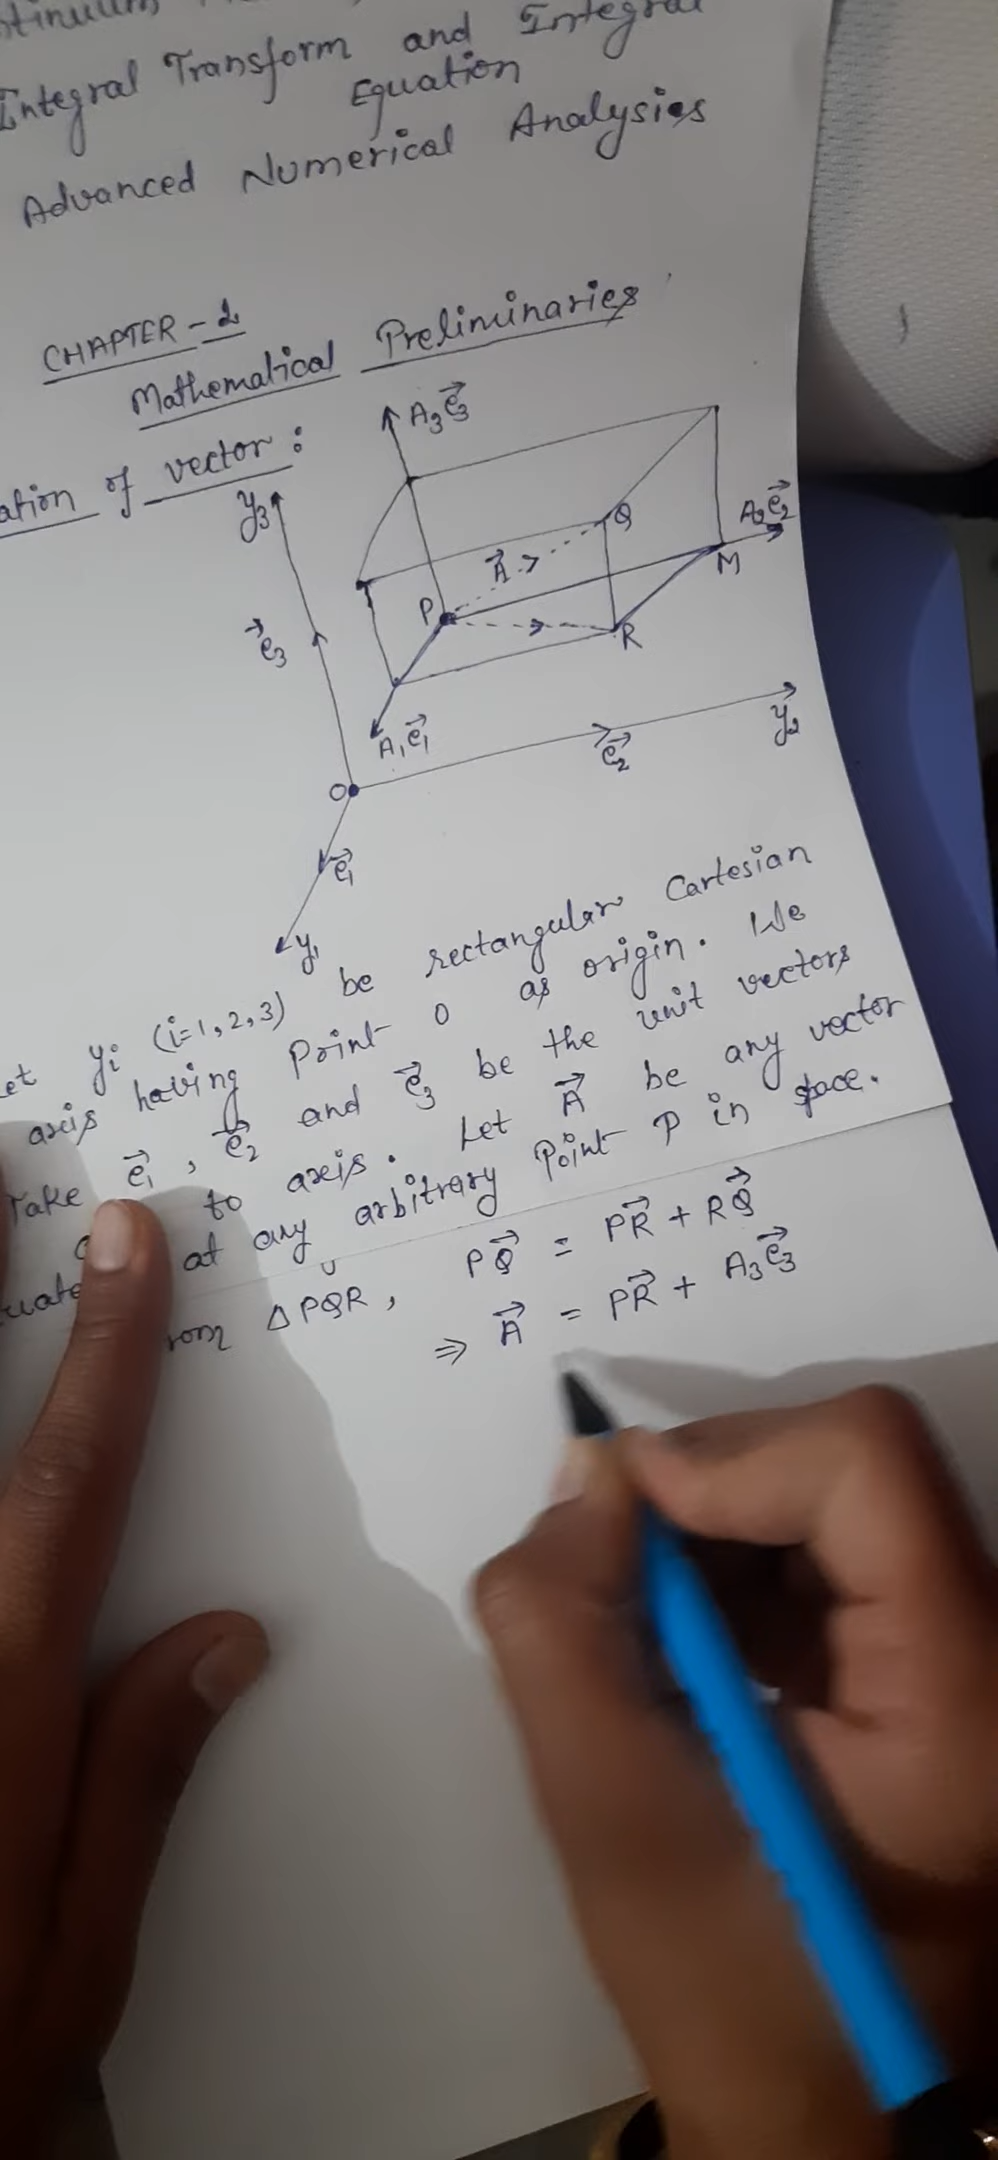 Integral Transform and Integral
Equation
Advanced Numerical Analysies
CHAPTER-2
Mathematical Preliminaries
of vector :
A₃e⃗₃
y₃
Q
A₂e⃗₂
A⃗
M
P
e⃗₃
R
A₁e⃗₁
y₂
e⃗₂
O
e⃗₁
y₁
yᵢ (i=1,2,3) be rectangular Cartesian
axis having Point O as origin. We
Take e⃗₁, e⃗₂ and e⃗₃ be the unit vectors
to axis. Let A⃗ be any vector
at any arbitrary Point P in space.
ΔPQR, PQ⃗ = PR⃗ + RQ⃗
⇒ A⃗ = PR⃗ + A₃e⃗₃